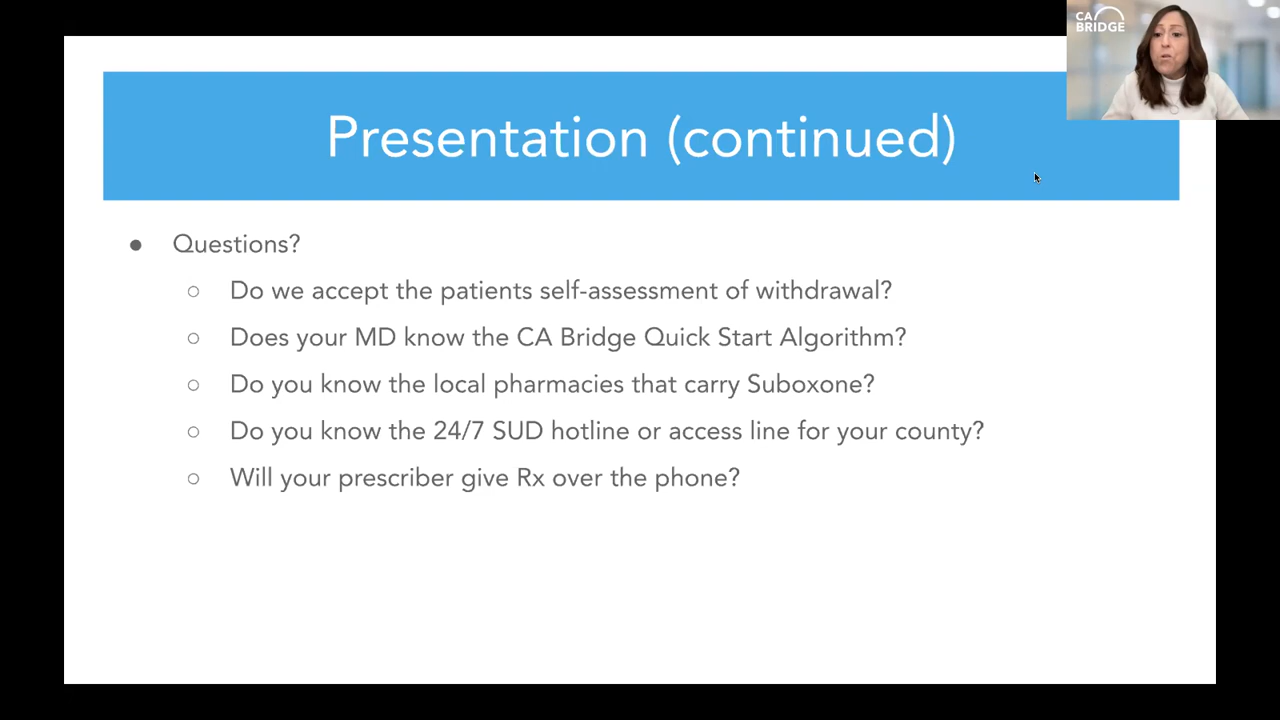 CA
BRIDGE
Presentation (continued)
● Questions?
○ Do we accept the patients self-assessment of withdrawal?
○ Does your MD know the CA Bridge Quick Start Algorithm?
○ Do you know the local pharmacies that carry Suboxone?
○ Do you know the 24/7 SUD hotline or access line for your county?
○ Will your prescriber give Rx over the phone?